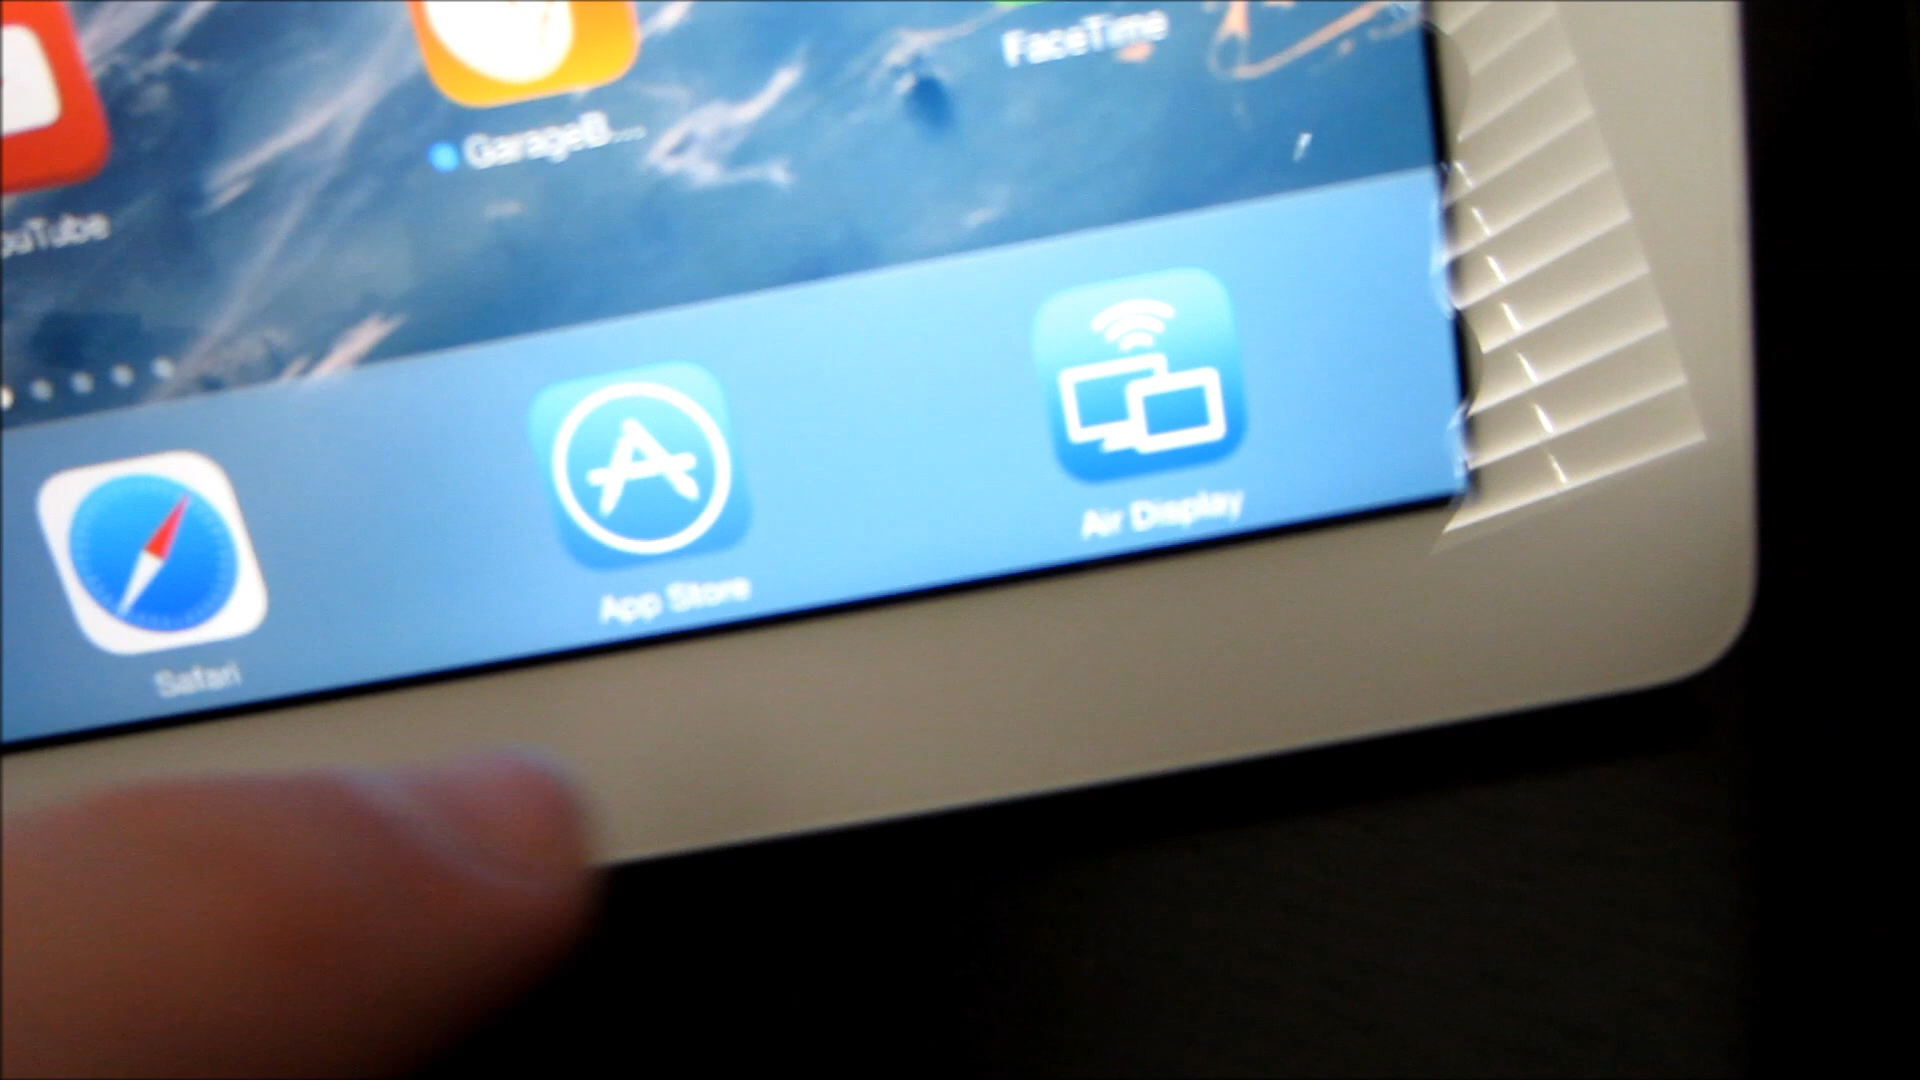 FaceTime
GarageB...
ouTube
Air Display
App Store
Safari